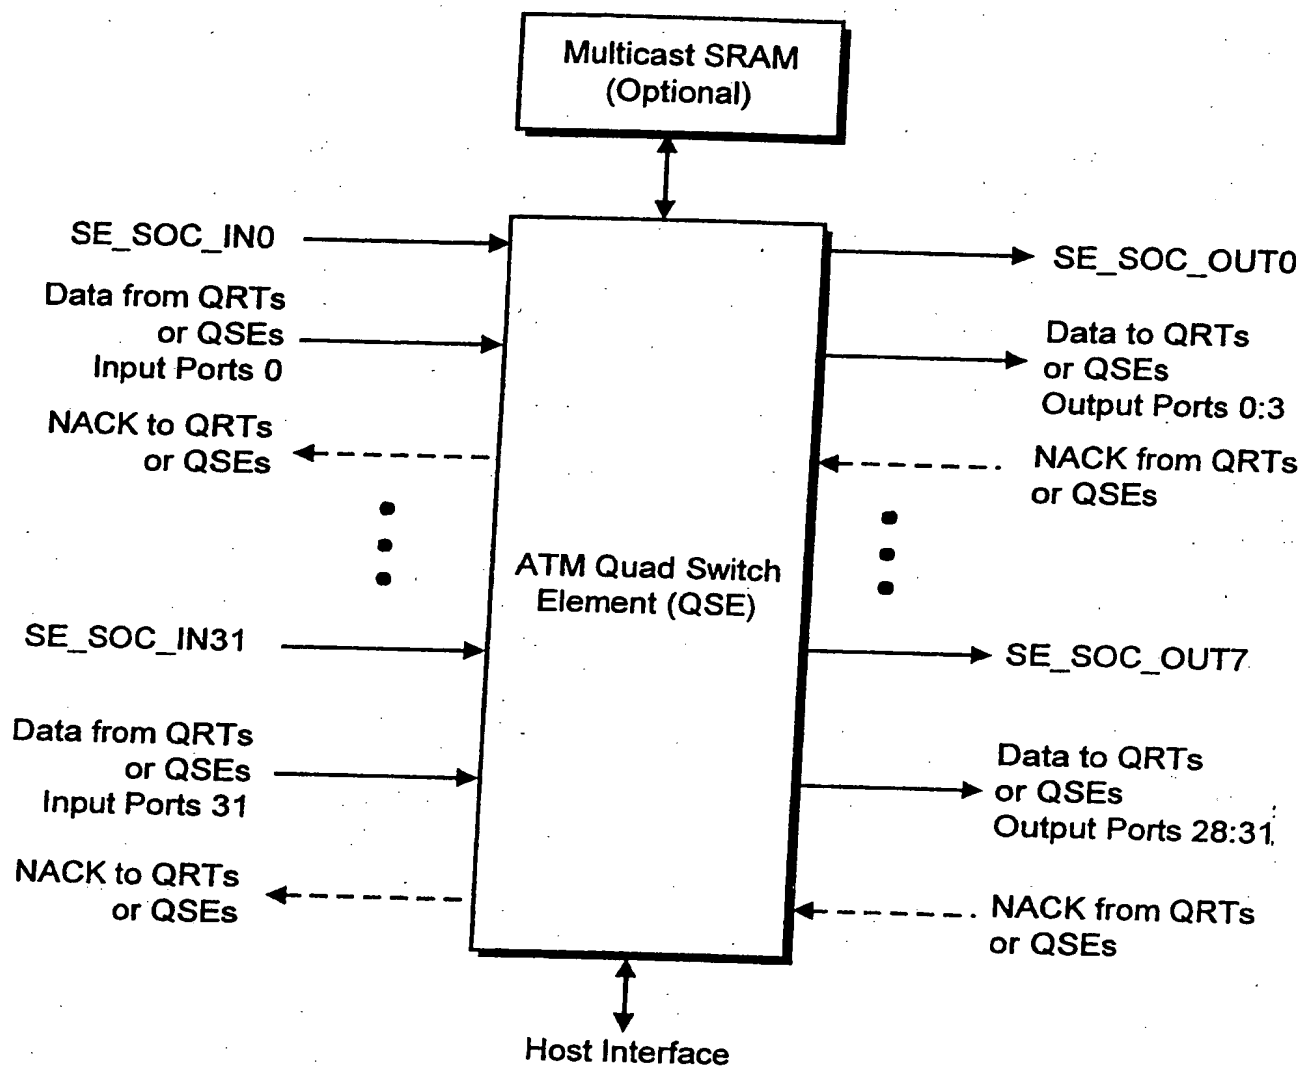 Multicast SRAM
(Optional)
SE_SOC_IN0
Data from QRTs
or QSEs
Input Ports 0
NACK to QRTs
or QSEs
SE_SOC_IN31
Data from QRTs
or QSEs
Input Ports 31
NACK to QRTs
or QSEs
ATM Quad Switch
Element (QSE)
SE_SOC_OUT0
Data to QRTs
or QSEs
Output Ports 0:3
NACK from QRTs
or QSEs
SE_SOC_OUT7
Data to QRTs
or QSEs
Output Ports 28:31
NACK from QRTs
or QSEs
Host Interface